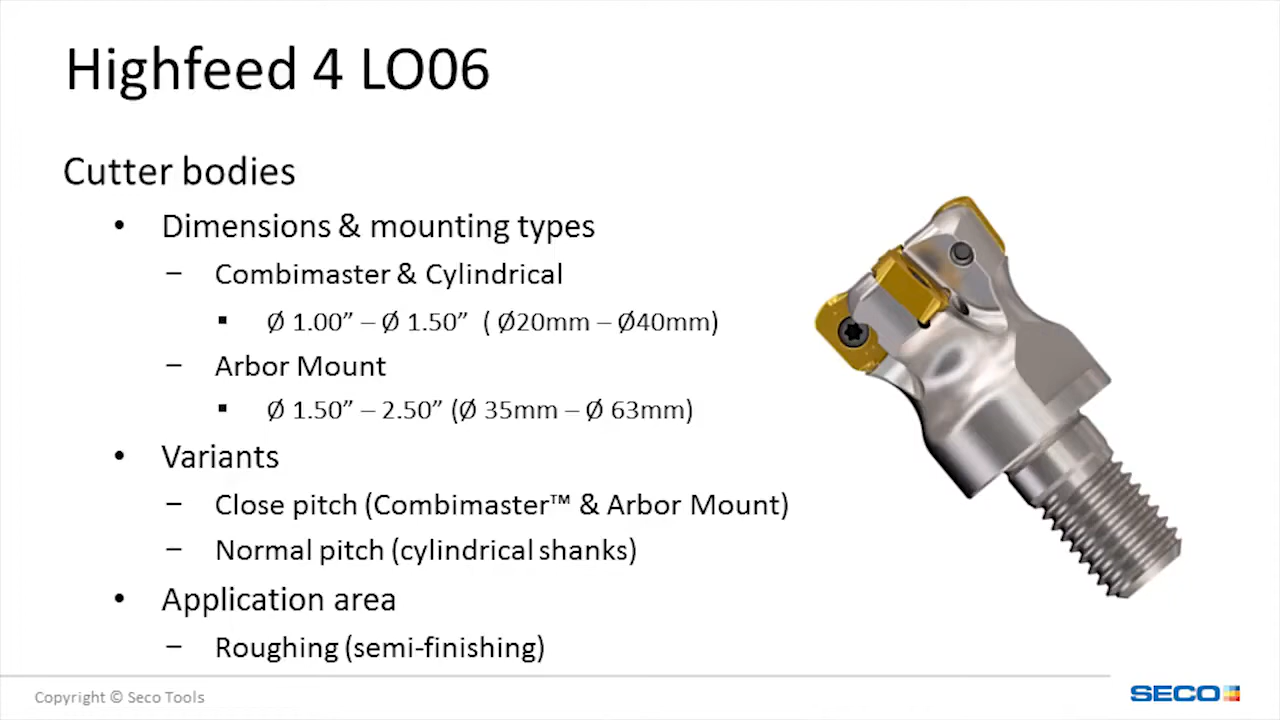 Highfeed 4 LO06
Cutter bodies
• Dimensions & mounting types
– Combimaster & Cylindrical
▪ Ø 1.00” – Ø 1.50” ( Ø20mm – Ø40mm)
– Arbor Mount
▪ Ø 1.50” – 2.50” (Ø 35mm – Ø 63mm)
• Variants
– Close pitch (Combimaster™ & Arbor Mount)
– Normal pitch (cylindrical shanks)
• Application area
– Roughing (semi-finishing)
Copyright © Seco Tools
SECO